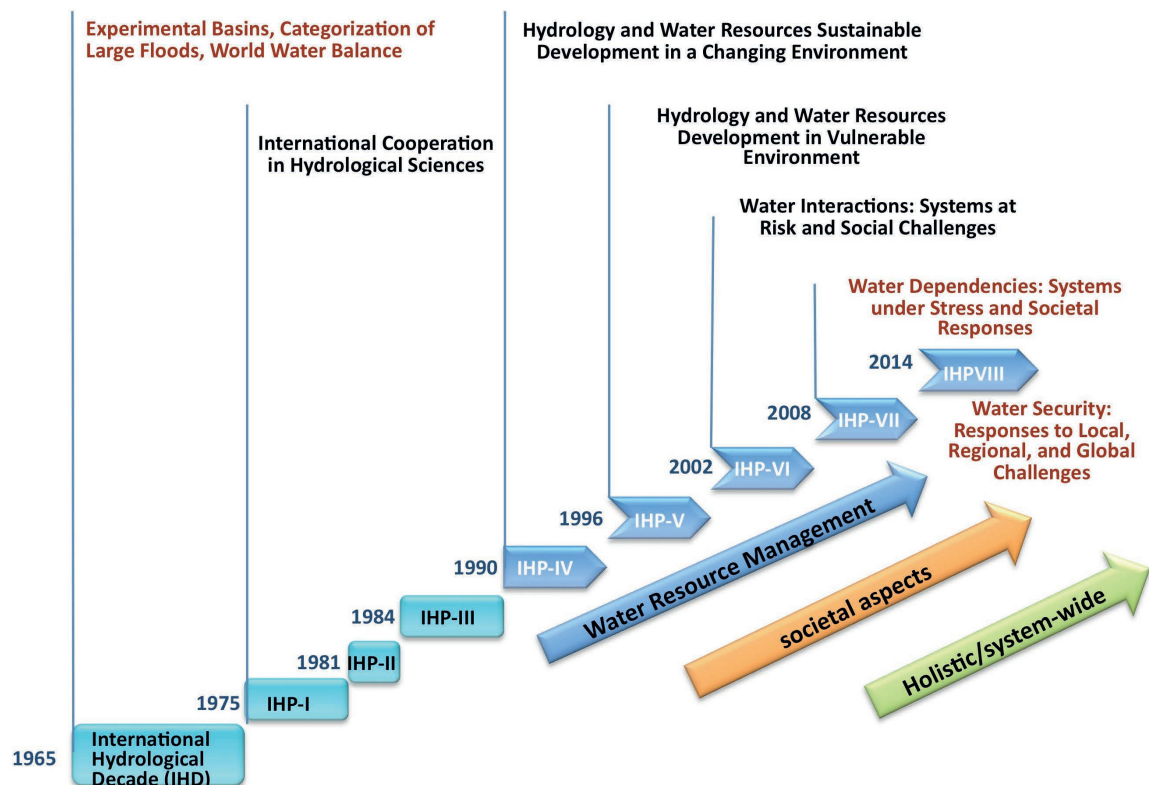 Experimental Basins, Categorization of
Large Floods, World Water Balance
Hydrology and Water Resources Sustainable
Development in a Changing Environment
International Cooperation
in Hydrological Sciences
Hydrology and Water Resources
Development in Vulnerable
Environment
Water Interactions: Systems at
Risk and Social Challenges
Water Dependencies: Systems
under Stress and Societal
Responses
2014
IHPVIII
2008
IHP-VII
Water Security:
Responses to Local,
Regional, and Global
Challenges
2002
IHP-VI
1996
IHP-V
1990
IHP-IV
Water Resource Management
societal aspects
Holistic/system-wide
1984
IHP-III
1981
IHP-II
1975
IHP-I
1965
International
Hydrological
Decade (IHD)